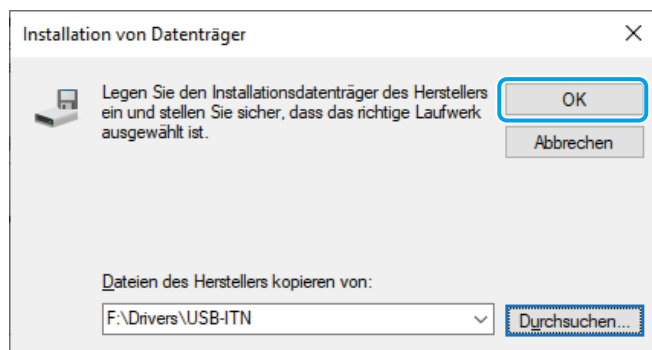 Installation von Datenträger
Legen Sie den Installationsdatenträger des Herstellers
ein und stellen Sie sicher, dass das richtige Laufwerk
ausgewählt ist.
OK
Abbrechen
Dateien des Herstellers kopieren von:
F:\Drivers\USB-ITN
Durchsuchen...